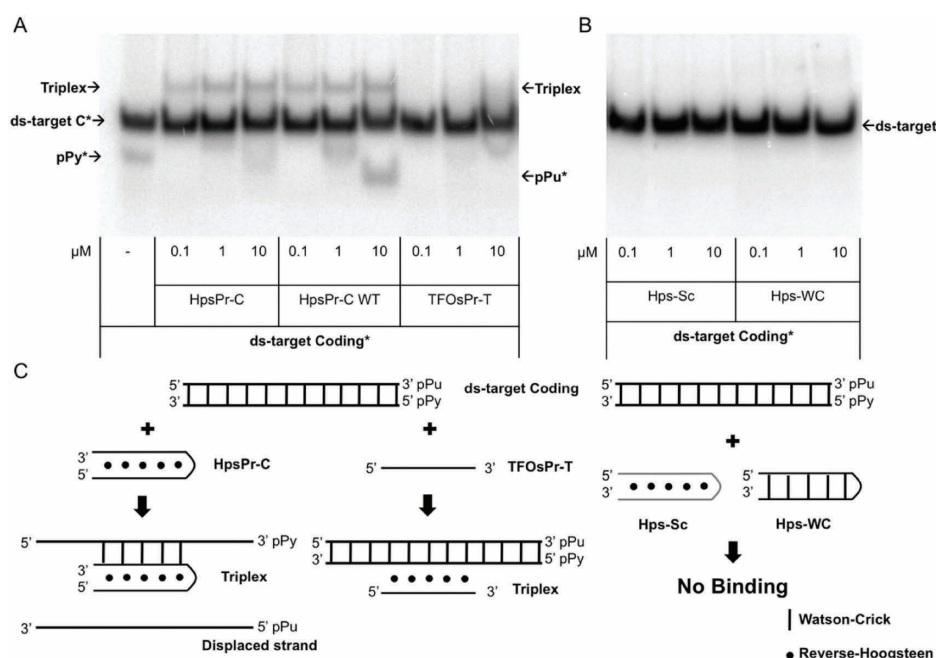 A
B
Triplex→
←Triplex
ds-target C*→
←ds-target
pPy*→
←pPu*
μM - 0.1 1 10 0.1 1 10 0.1 1 10
μM 0.1 1 10 0.1 1 10
HpsPr-C HpsPr-C WT TFOsPr-T
Hps-Sc Hps-WC
ds-target Coding*
ds-target Coding*
C
5' 3' pPu
3' 5' pPy
ds-target Coding
5' 3' pPu
3' 5' pPy
+ + +
3'
5'
HpsPr-C
5' 3' TFOsPr-T
5'
3'
Hps-Sc
5'
3'
Hps-WC
5' 3' pPy
3'
5'
Triplex
3' 5' pPu
Displaced strand
5' 3' pPu
3' 5' pPy
5' 3'
Triplex
No Binding
Watson-Crick
Reverse-Hoogsteen